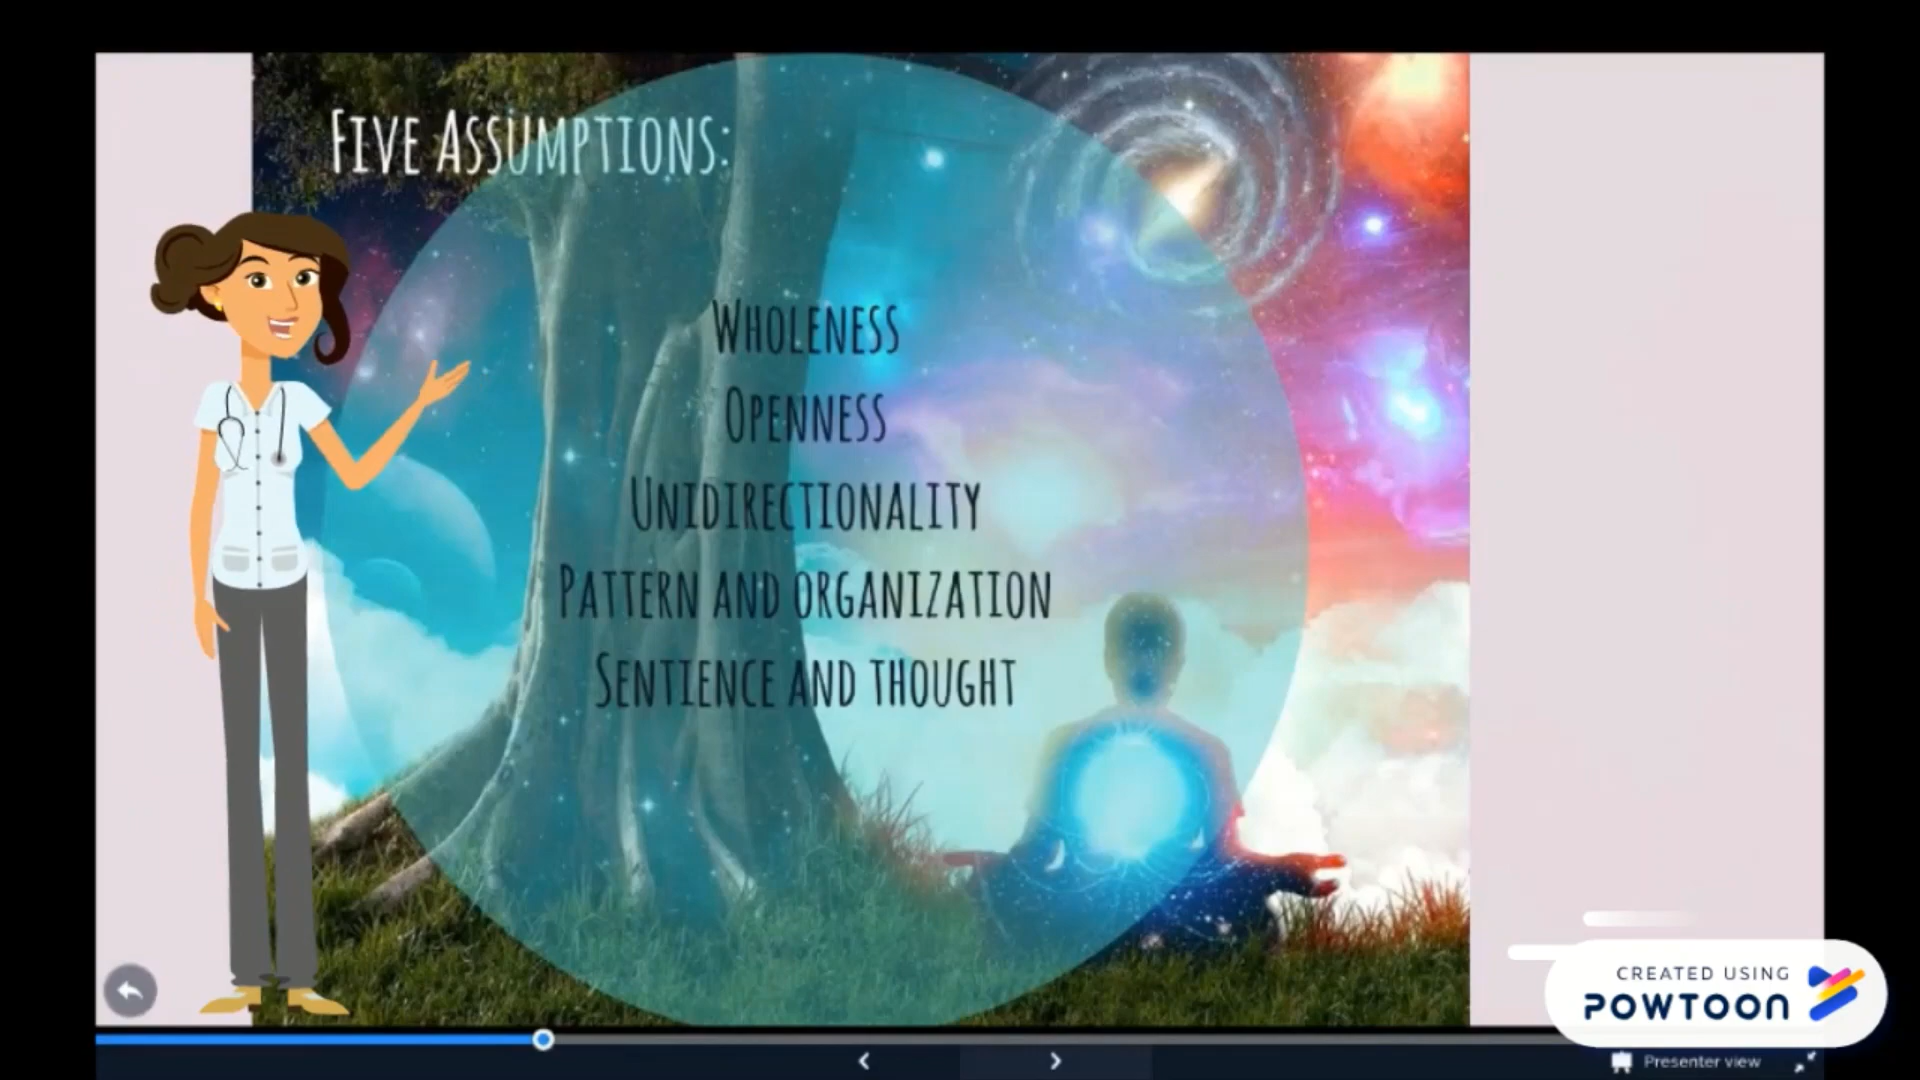 Five Assumptions:
Wholeness
Openness
Unidirectionality
Pattern and organization
Sentience and thought
CREATED USING
POWTOON
Presenter view